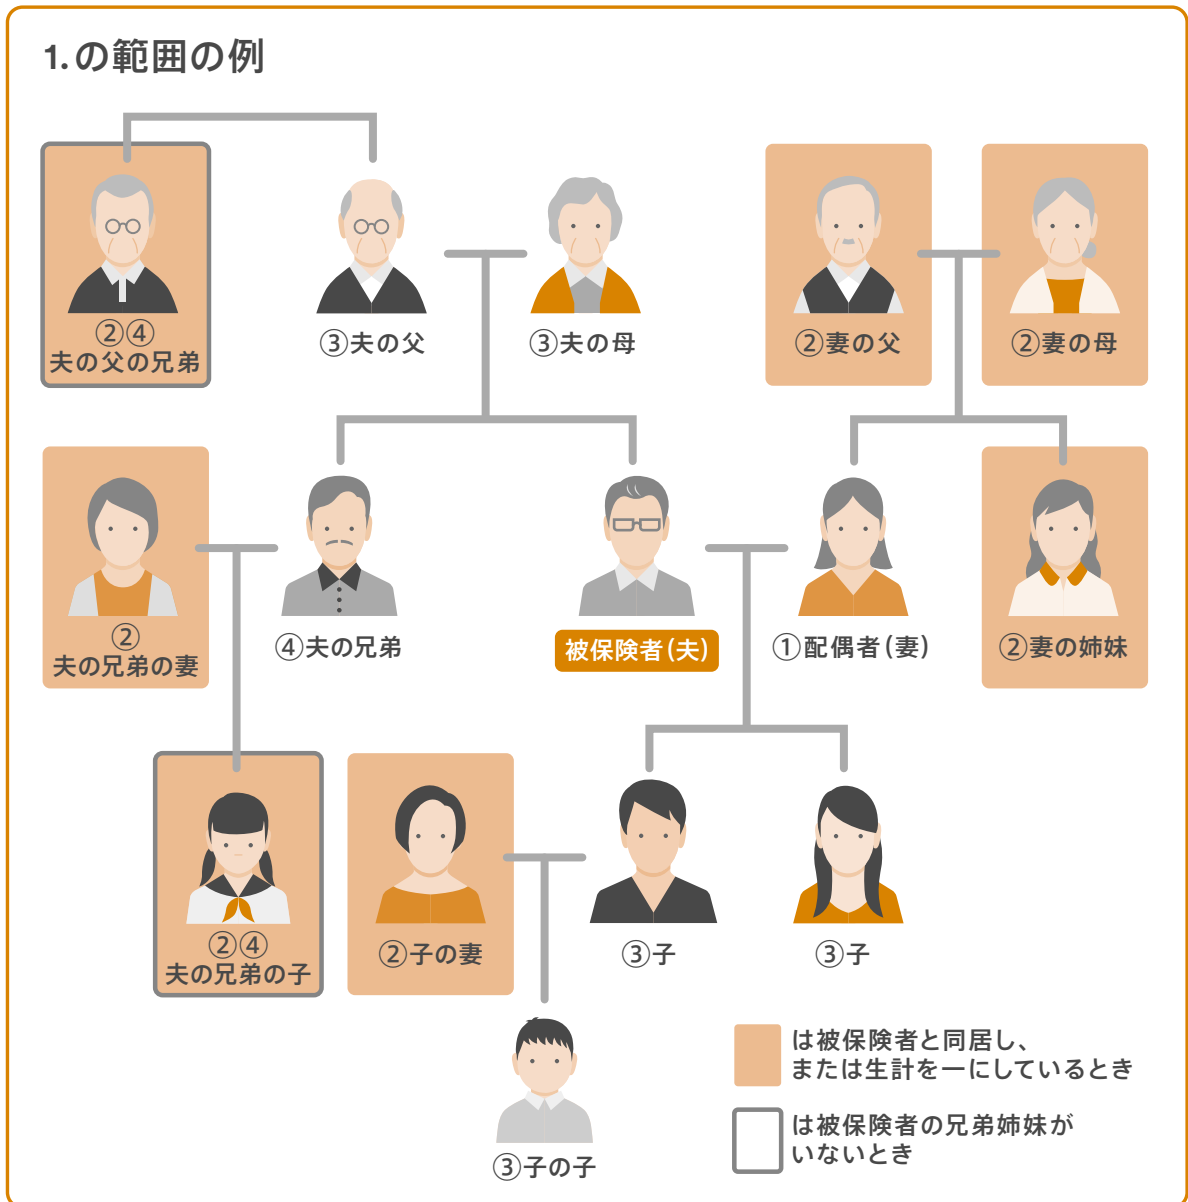 1.の範囲の例
②④
夫の父の兄弟
③夫の父
③夫の母
②妻の父
②妻の母
②
夫の兄弟の妻
④夫の兄弟
被保険者(夫)
①配偶者(妻)
②妻の姉妹
②④
夫の兄弟の子
②子の妻
③子
③子
③子の子
は被保険者と同居し、
または生計を一にしているとき
は被保険者の兄弟姉妹が
いないとき